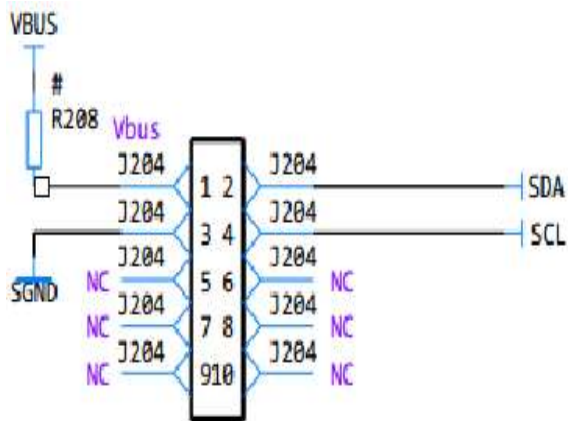 VBUS
#
R208
Vbus
J204 J204
1 2 SDA
J204 J204
3 4 SCL
J204 J204
SGND NC 5 6 NC
J204 J204
NC 7 8 NC
J204 J204
NC 910 NC